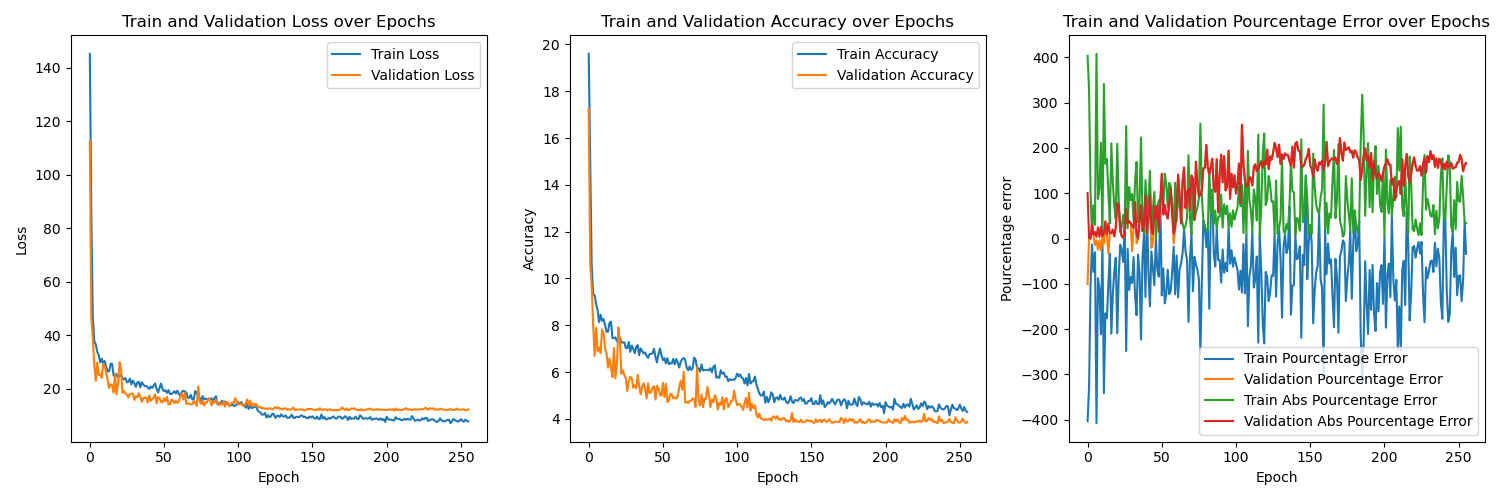 Train and Validation Loss over Epochs
Loss
140
120
100
80
60
40
20
0
50
100
150
200
250
Epoch
Train Loss
Validation Loss
Train and Validation Accuracy over Epochs
Accuracy
20
18
16
14
12
10
8
6
4
0
50
100
150
200
250
Epoch
Train Accuracy
Validation Accuracy
Train and Validation Pourcentage Error over Epochs
Pourcentage error
400
300
200
100
0
−100
−200
−300
−400
0
50
100
150
200
250
Epoch
Train Pourcentage Error
Validation Pourcentage Error
Train Abs Pourcentage Error
Validation Abs Pourcentage Error